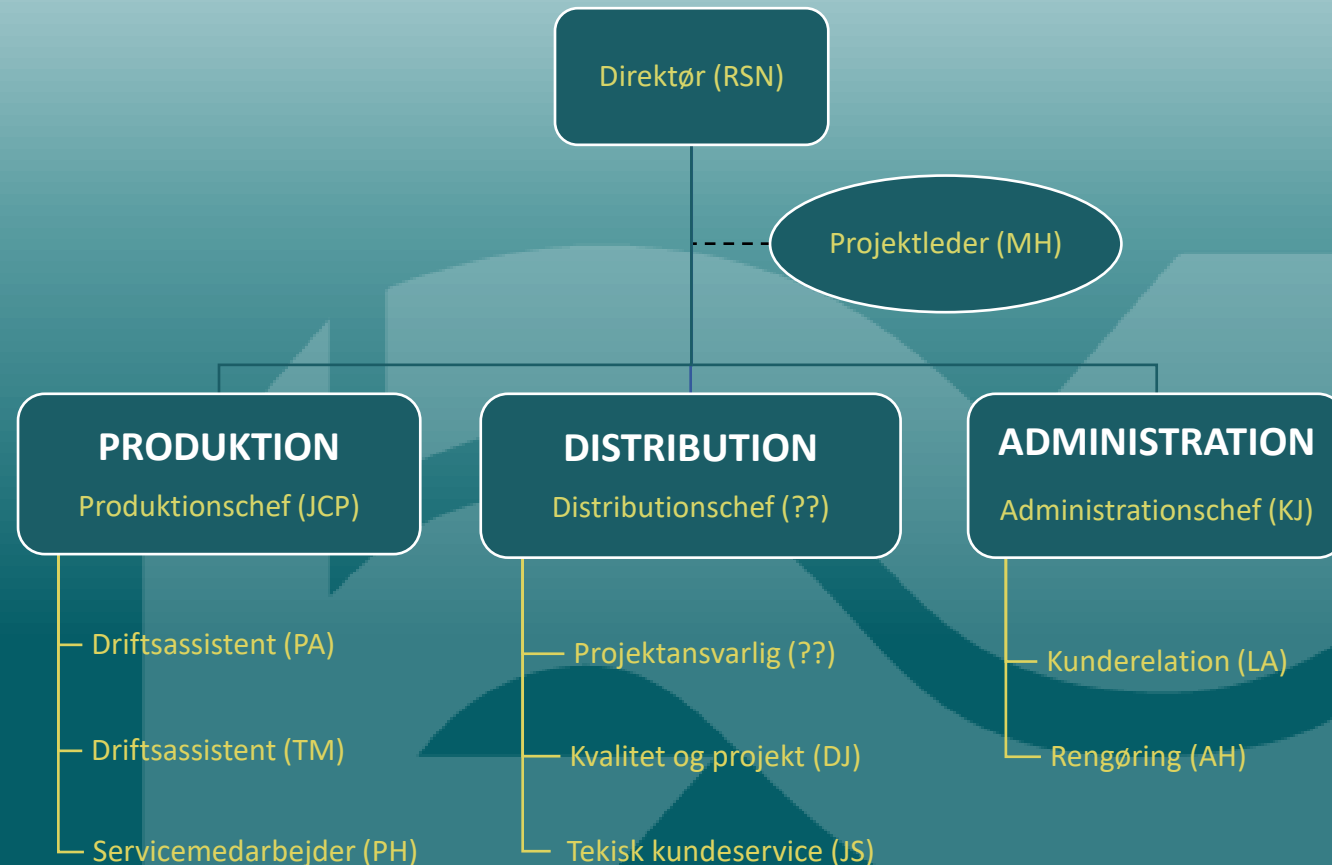 Direktør (RSN)
Projektleder (MH)
PRODUKTION
Produktionschef (JCP)
DISTRIBUTION
Distributionschef (??)
ADMINISTRATION
Administrationschef (KJ)
Driftsassistent (PA)
Driftsassistent (TM)
Servicemedarbejder (PH)
Projektansvarlig (??)
Kvalitet og projekt (DJ)
Tekisk kundeservice (JS)
Kunderelation (LA)
Rengøring (AH)